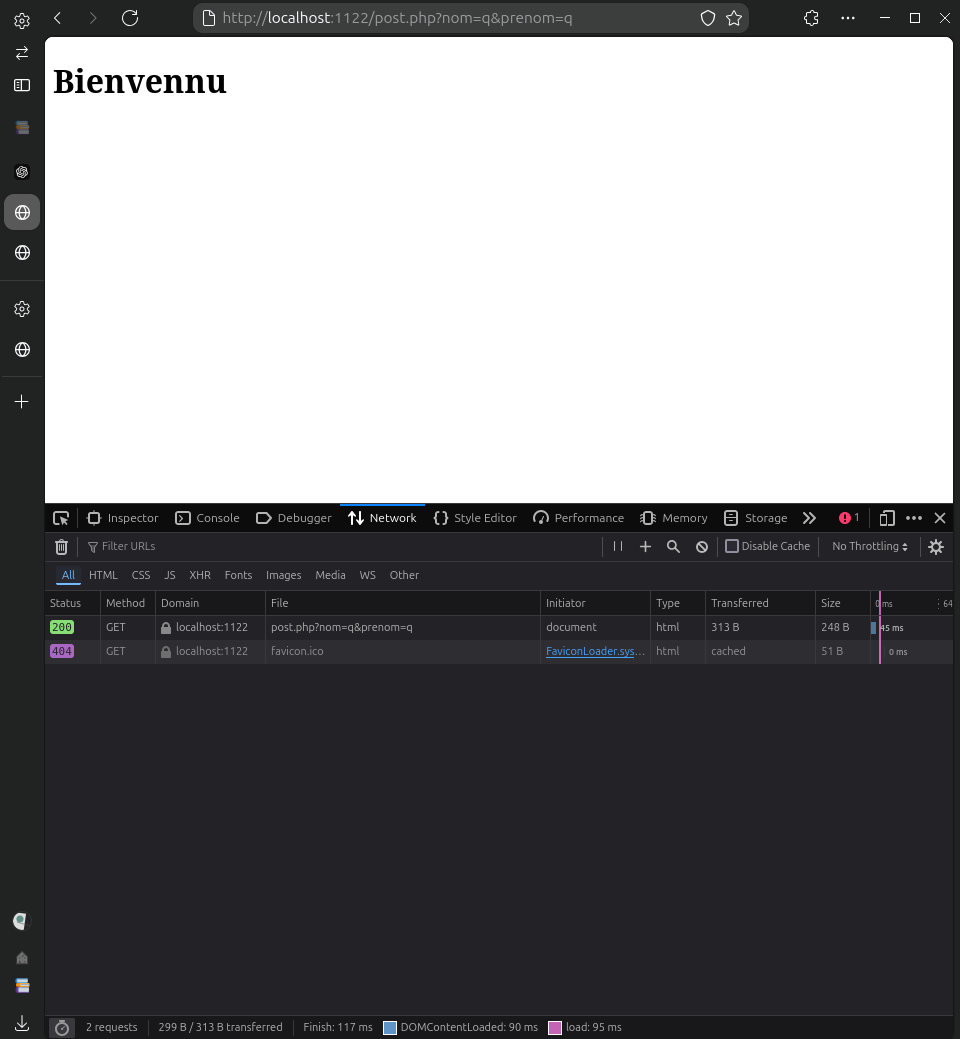 http://localhost:1122/post.php?nom=q&prenom=q
Bienvennu
Inspector Console Debugger Network Style Editor Performance Memory Storage 1
Filter URLs Disable Cache No Throttling
All HTML CSS JS XHR Fonts Images Media WS Other
Status Method Domain File Initiator Type Transferred Size 0 ms 64
200 GET localhost:1122 post.php?nom=q&prenom=q document html 313 B 248 B 45 ms
404 GET localhost:1122 favicon.ico FaviconLoader.sys… html cached 51 B 0 ms
2 requests 299 B / 313 B transferred Finish: 117 ms DOMContentLoaded: 90 ms load: 95 ms